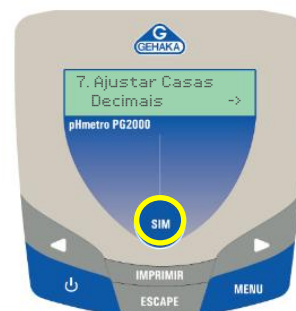 GEHAKA
7. Ajustar Casas
Decimais ->
pHmetro PG2000
SIM
IMPRIMIR
ESCAPE
MENU